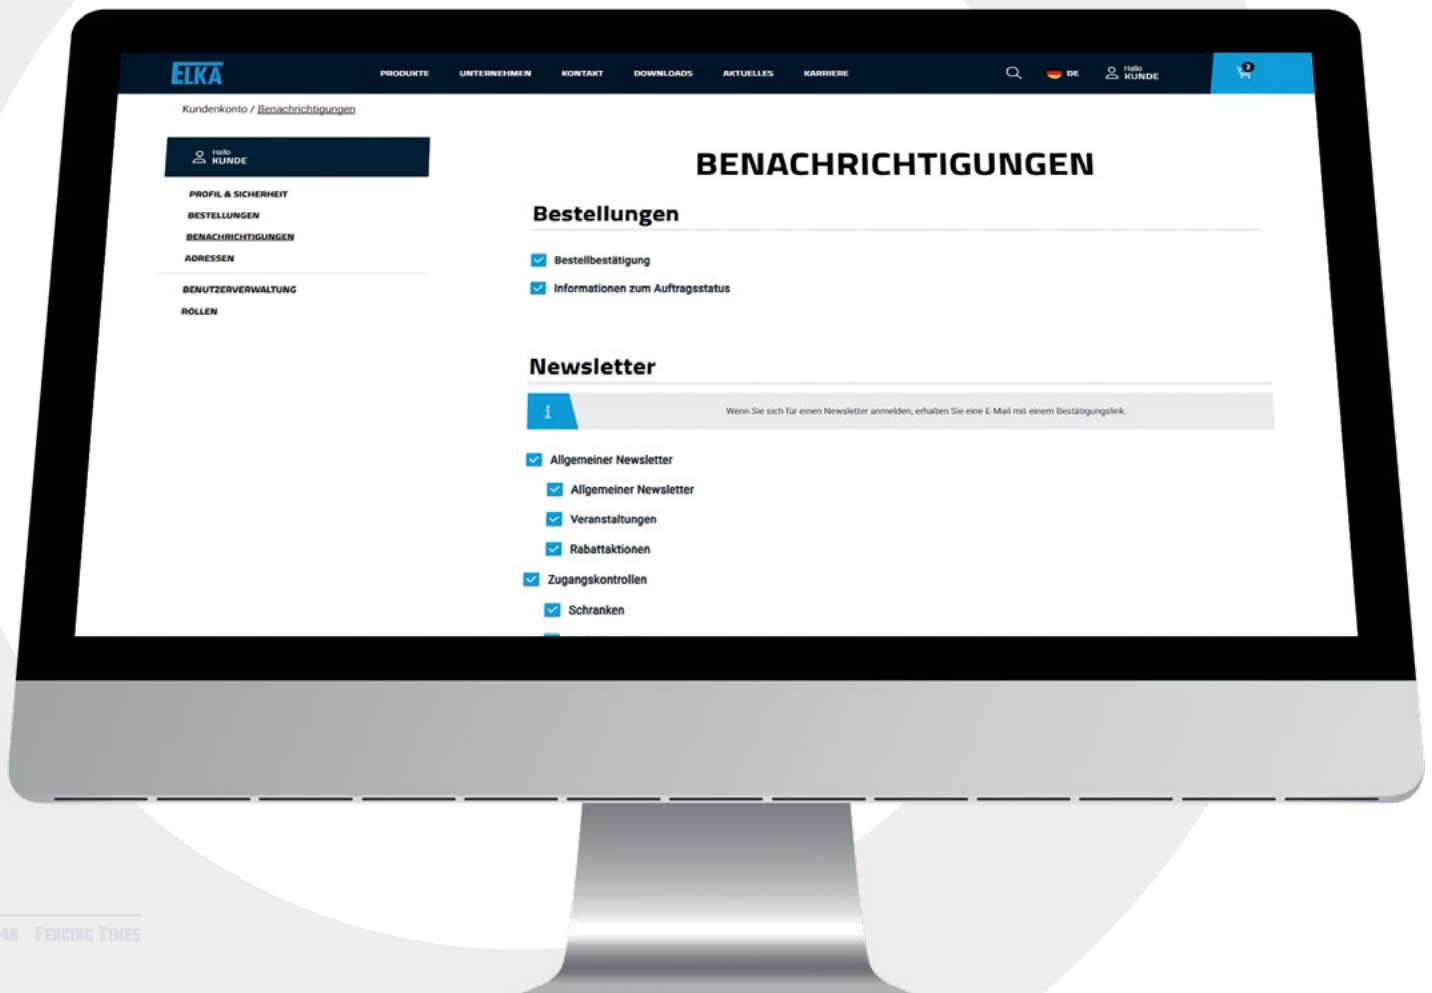 ELKA
PRODUKTE UNTERNEHMEN KONTAKT DOWNLOADS AKTUELLES KARRIERE DE Hallo KUNDE 2
Kundenkonto / Benachrichtigungen
Hallo
KUNDE
PROFIL & SICHERHEIT
BESTELLUNGEN
BENACHRICHTIGUNGEN
ADRESSEN
BENUTZERVERWALTUNG
ROLLEN
BENACHRICHTIGUNGEN
Bestellungen
Bestellbestätigung
Informationen zum Auftragsstatus
Newsletter
i Wenn Sie sich für einen Newsletter anmelden, erhalten Sie eine E-Mail mit einem Bestätigungslink.
Allgemeiner Newsletter
Allgemeiner Newsletter
Veranstaltungen
Rabattaktionen
Zugangskontrollen
Schranken
48 FENCING TIMES